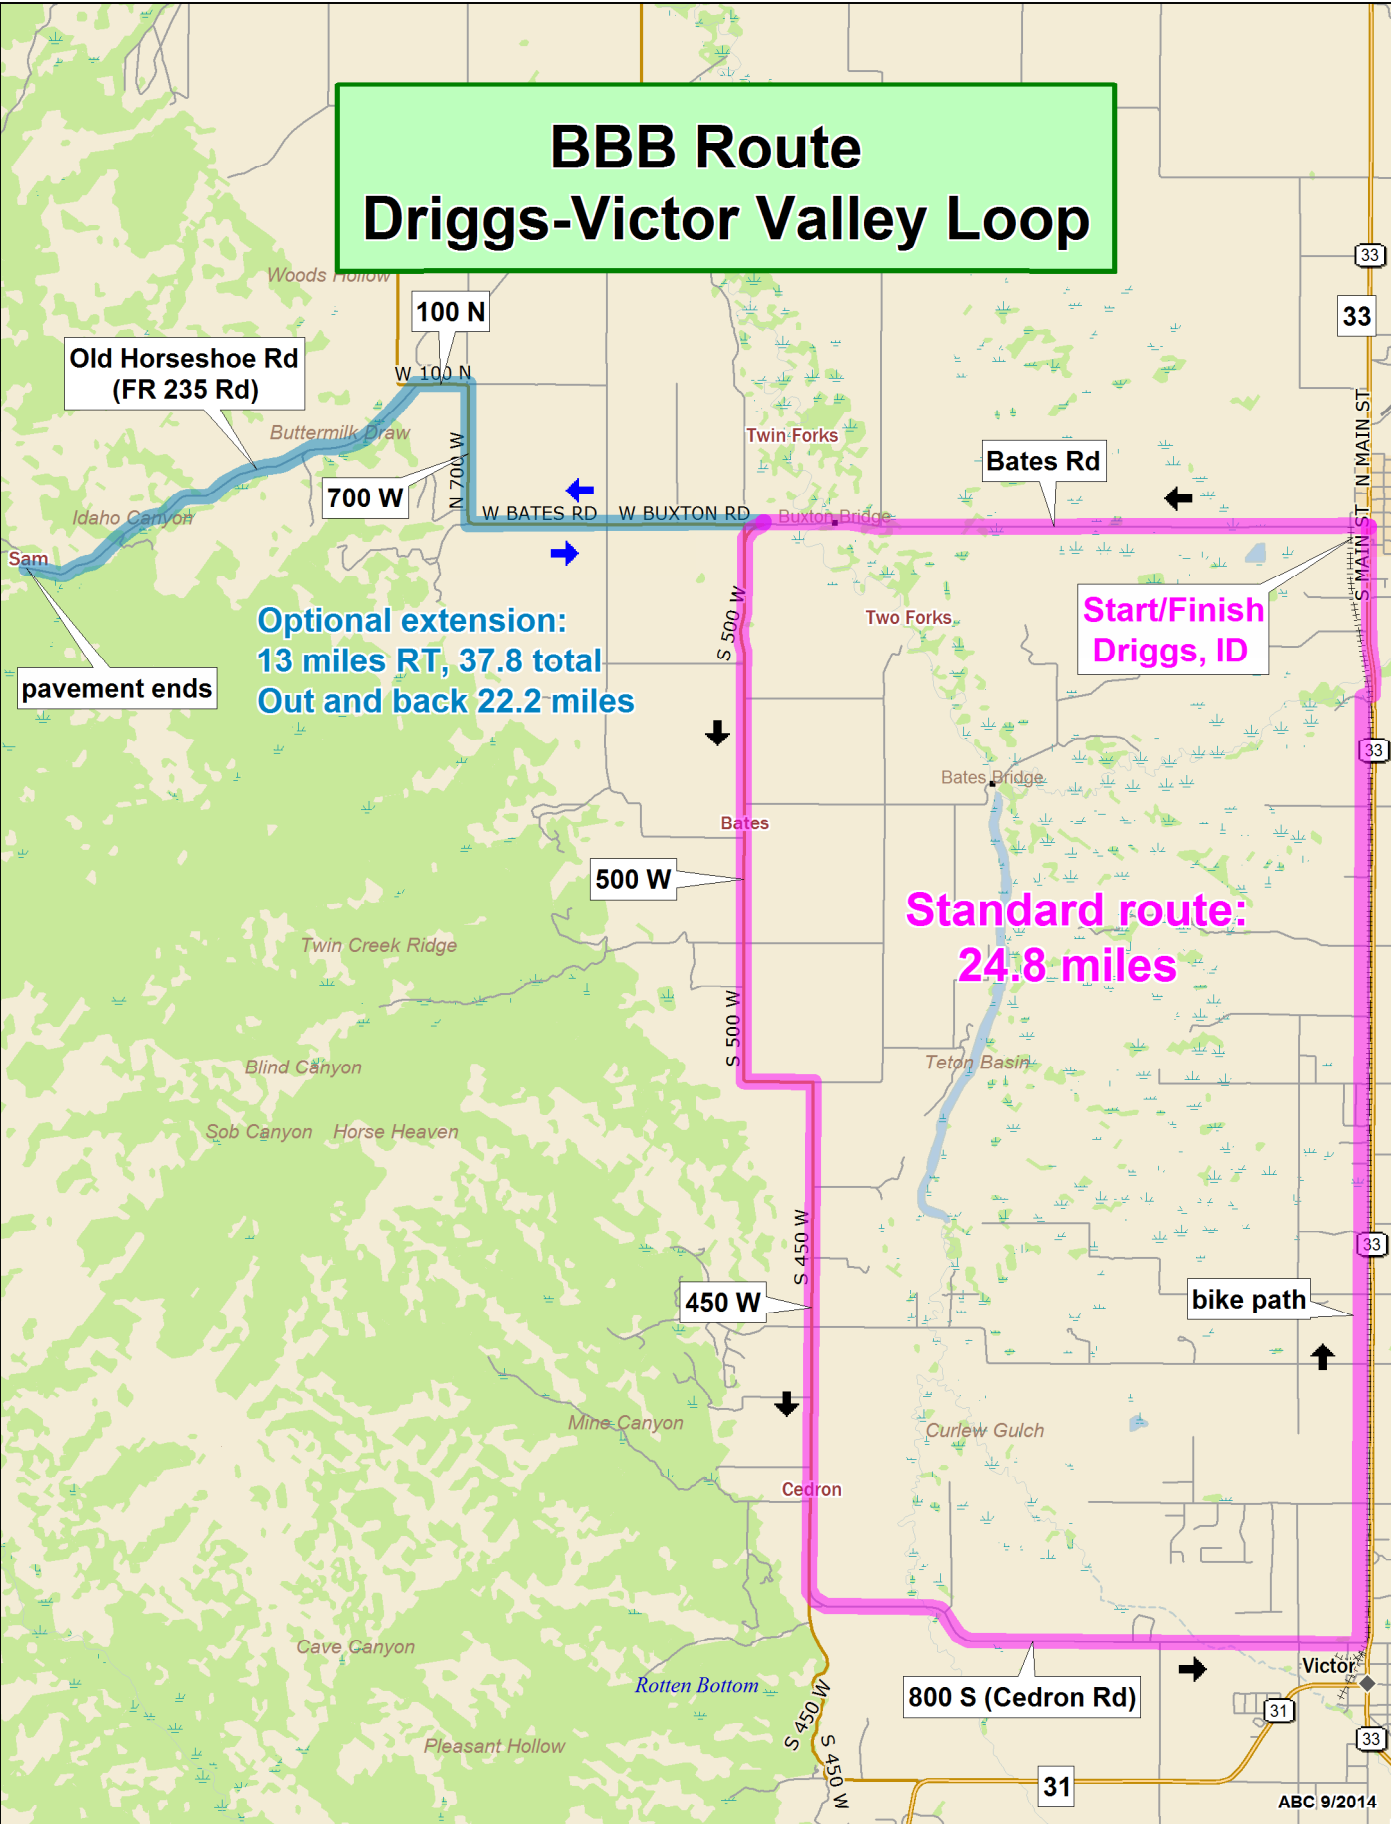 BBB Route
Driggs-Victor Valley Loop
33
Woods Hollow
100 N
33
Old Horseshoe Rd
(FR 235 Rd)
W 100 N
Buttermilk Draw
N 700 W
700 W
Twin Forks
Bates Rd
N MAIN ST
S MAIN ST
Idaho Canyon
W BATES RD
W BUXTON RD
Buxton Bridge
Sam
pavement ends
Optional extension:
13 miles RT, 37.8 total
Out and back 22.2 miles
S 500 W
Two Forks
Start/Finish
Driggs, ID
33
Bates Bridge
Bates
500 W
Standard route:
24.8 miles
Twin Creek Ridge
S 500 W
Teton Basin
Blind Canyon
Sob Canyon
Horse Heaven
S 450 W
33
450 W
bike path
Mine Canyon
Curlew Gulch
Cedron
Cave Canyon
Rotten Bottom
800 S (Cedron Rd)
Victor
31
33
S 450 W
S 450 W
Pleasant Hollow
31
ABC 9/2014